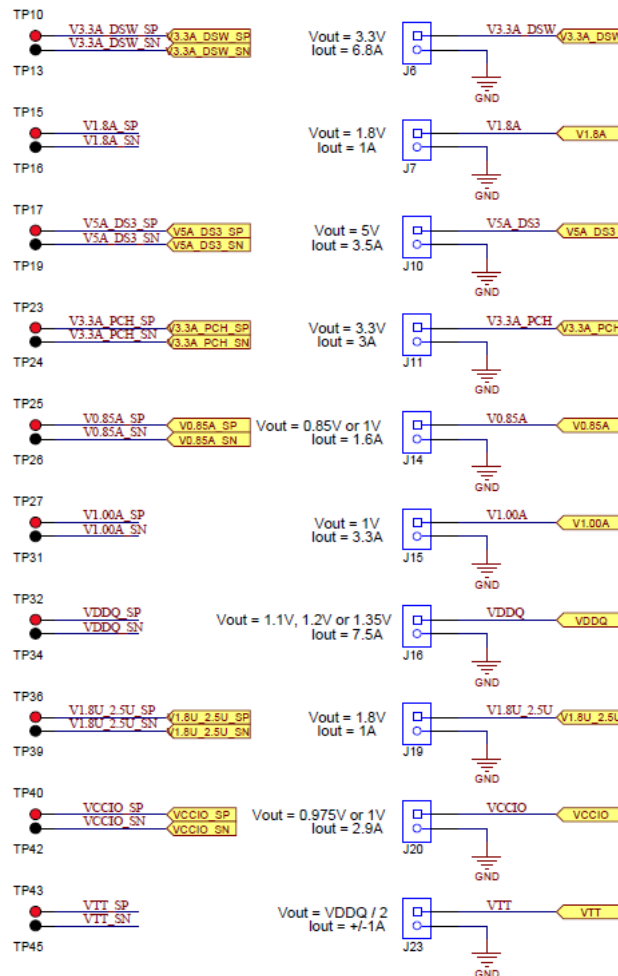 TP10
V3.3A_DSW_SP V3.3A_DSW_SP Vout = 3.3V V3.3A_DSW V3.3A_DSW
V3.3A_DSW_SN V3.3A_DSW_SN Iout = 6.8A
TP13 J6
GND
TP15
V1.8A_SP Vout = 1.8V V1.8A V1.8A
V1.8A_SN Iout = 1A
TP16 J7
GND
TP17
V5A_DS3_SP V5A_DS3_SP Vout = 5V V5A_DS3 V5A_DS3
V5A_DS3_SN V5A_DS3_SN Iout = 3.5A
TP19 J10
GND
TP23
V3.3A_PCH_SP V3.3A_PCH_SP Vout = 3.3V V3.3A_PCH V3.3A_PCH
V3.3A_PCH_SN V3.3A_PCH_SN Iout = 3A
TP24 J11
GND
TP25
V0.85A_SP V0.85A_SP Vout = 0.85V or 1V V0.85A V0.85A
V0.85A_SN V0.85A_SN Iout = 1.6A
TP26 J14
GND
TP27
V1.00A_SP Vout = 1V V1.00A V1.00A
V1.00A_SN Iout = 3.3A
TP31 J15
GND
TP32
VDDQ_SP Vout = 1.1V, 1.2V or 1.35V VDDQ VDDQ
VDDQ_SN Iout = 7.5A
TP34 J16
GND
TP36
V1.8U_2.5U_SP V1.8U_2.5U_SP Vout = 1.8V V1.8U_2.5U V1.8U_2.5U
V1.8U_2.5U_SN V1.8U_2.5U_SN Iout = 1A
TP39 J19
GND
TP40
VCCIO_SP VCCIO_SP Vout = 0.975V or 1V VCCIO VCCIO
VCCIO_SN VCCIO_SN Iout = 2.9A
TP42 J20
GND
TP43
VTT_SP Vout = VDDQ / 2 VTT VTT
VTT_SN Iout = +/-1A
TP45 J23
GND